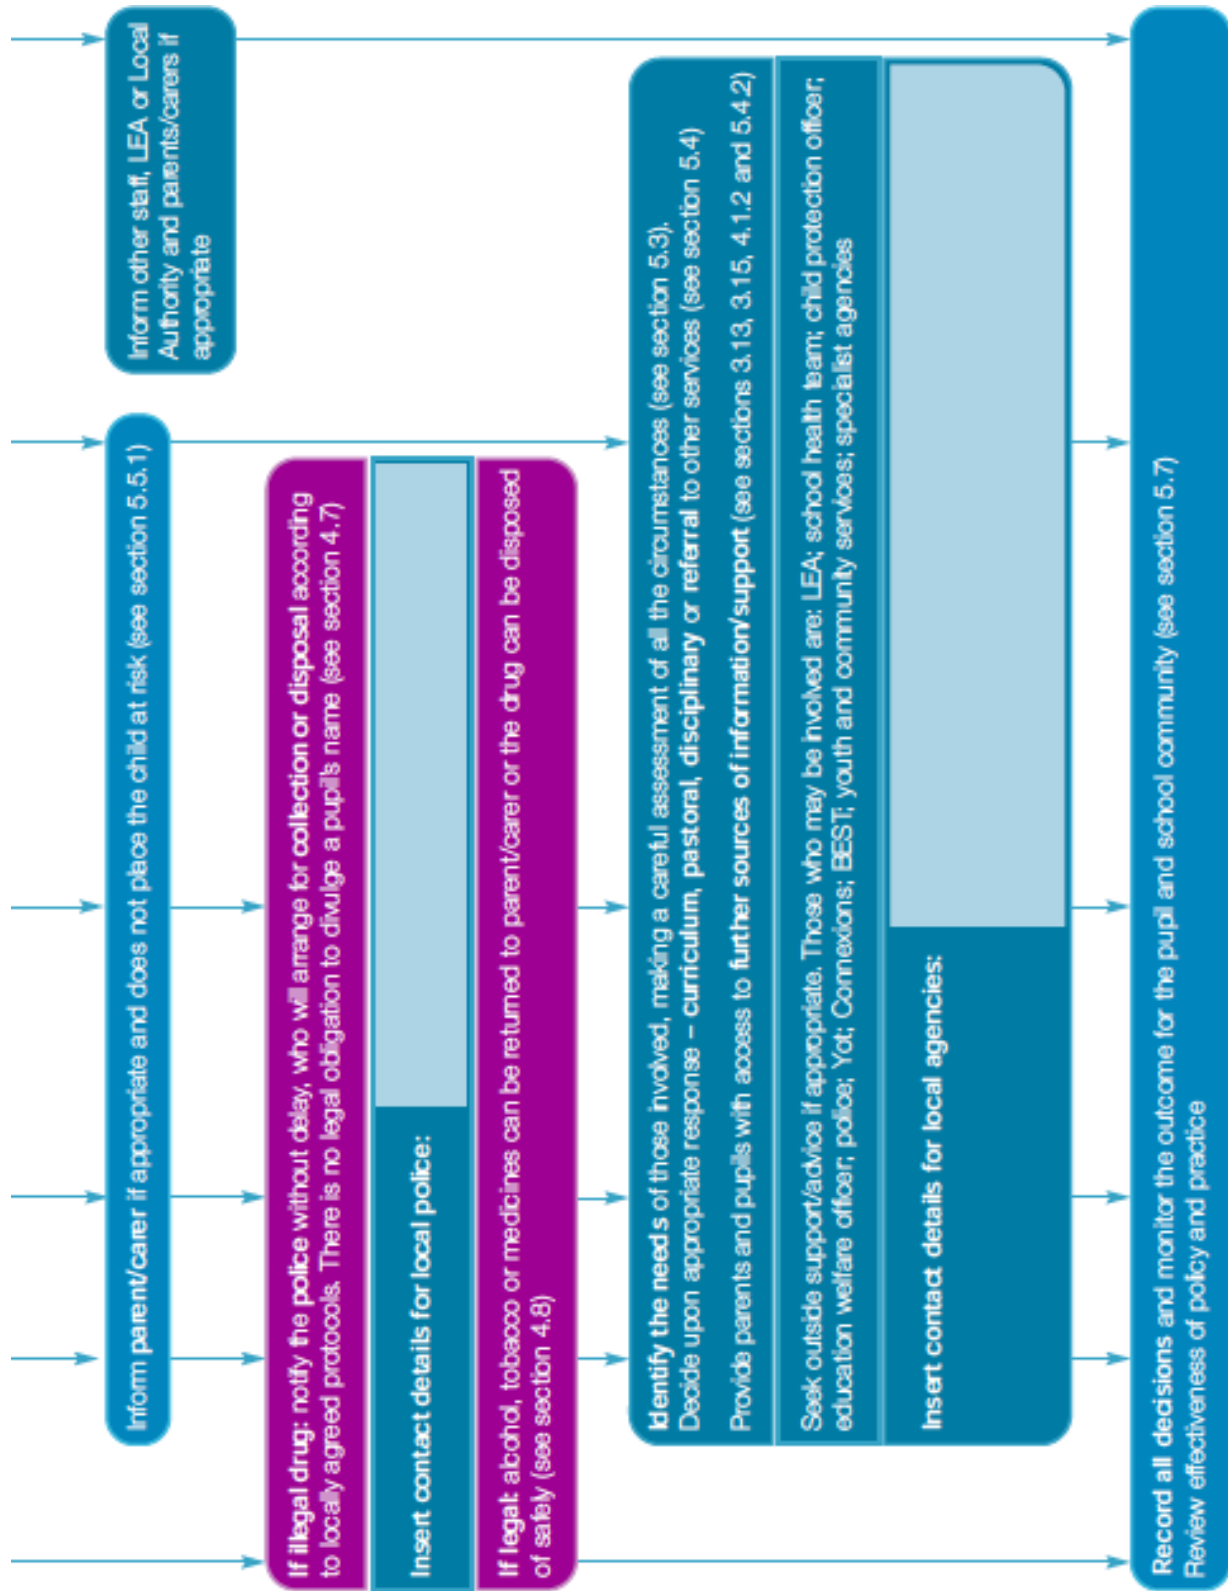 Inform other staff, LEA or Local
Authority and parents/carers if
appropriate
Inform parent/carer if appropriate and does not place the child at risk (see section 5.5.1)
If illegal drug: notify the police without delay, who will arrange for collection or disposal according
to locally agreed protocols. There is no legal obligation to divulge a pupil's name (see section 4.7)
Insert contact details for local police:
If legal: alcohol, tobacco or medicines can be returned to parent/carer or the drug can be disposed
of safely (see section 4.8)
Identify the needs of those involved, making a careful assessment of all the circumstances (see section 5.3).
Decide upon appropriate response – curriculum, pastoral, disciplinary or referral to other services (see section 5.4)
Provide parents and pupils with access to further sources of information/support (see sections 3.13, 3.15, 4.1.2 and 5.4.2)
Seek outside support/advice if appropriate. Those who may be involved are: LEA; school health team; child protection officer;
education welfare officer; police; Yot; Connexions; BEST; youth and community services; specialist agencies
Insert contact details for local agencies:
Record all decisions and monitor the outcome for the pupil and school community (see section 5.7)
Review effectiveness of policy and practice